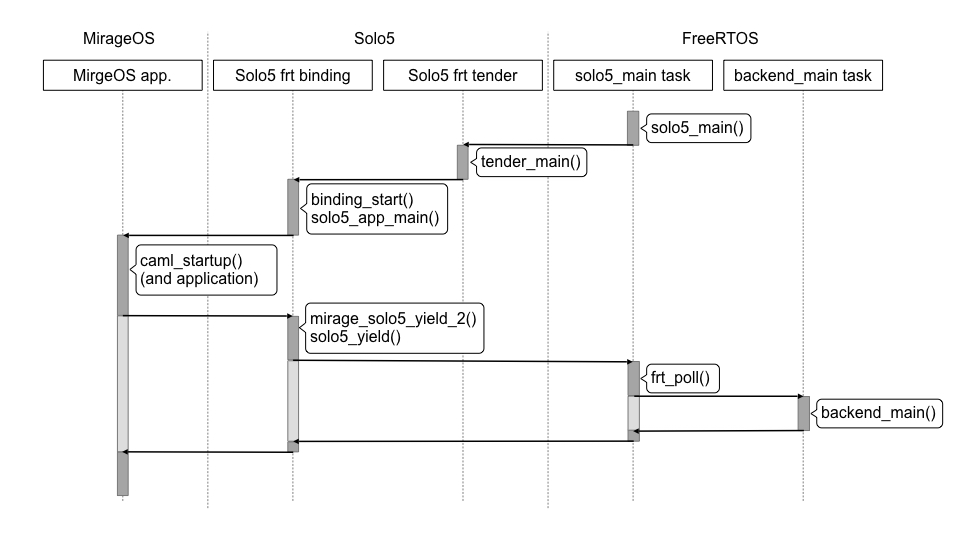 MirageOS
Solo5
FreeRTOS
MirgeOS app.
Solo5 frt binding
Solo5 frt tender
solo5_main task
backend_main task
solo5_main()
tender_main()
binding_start()
solo5_app_main()
caml_startup()
(and application)
mirage_solo5_yield_2()
solo5_yield()
frt_poll()
backend_main()